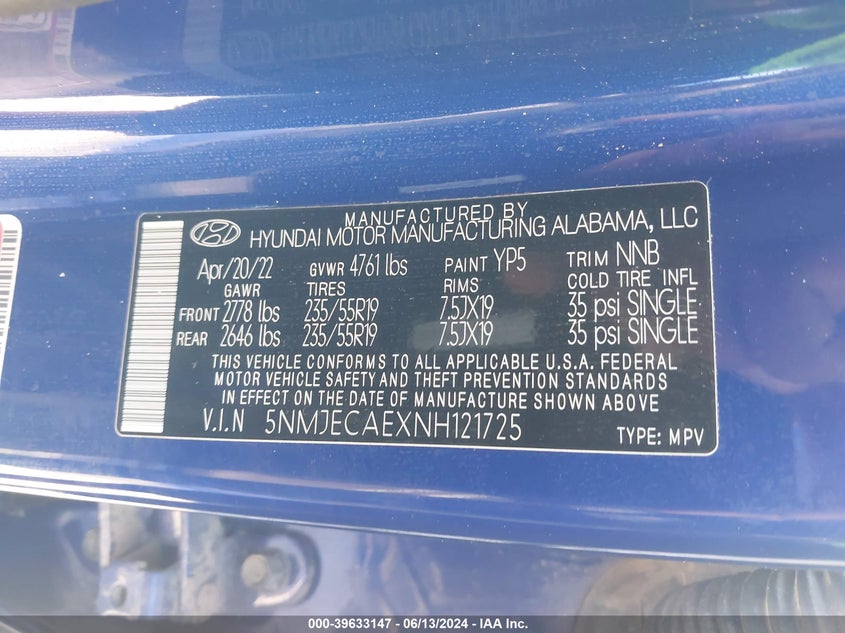 MANUFACTURED BY
HYUNDAI MOTOR MANUFACTURING ALABAMA, LLC
Apr/20/22 GVWR 4761 lbs PAINT YP5 TRIM NNB
GAWR TIRES RIMS COLD TIRE INFL
FRONT 2778 lbs 235/55R19 7.5JX19 35 psi SINGLE
REAR 2646 lbs 235/55R19 7.5JX19 35 psi SINGLE
THIS VEHICLE CONFORMS TO ALL APPLICABLE U.S.A. FEDERAL
MOTOR VEHICLE SAFETY AND THEFT PREVENTION STANDARDS
IN EFFECT ON THE DATE OF MANUFACTURE SHOWN ABOVE
V.I.N 5NMJECAEXNH121725
TYPE: MPV
000-39633147 - 06/13/2024 - IAA Inc.